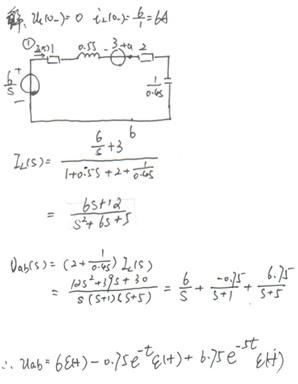 解: Uc(0-)=0 iL(0-)=6/1=6A
① 2Ω 1 0.5S - 3 + a 2
6/S + - 1/0.4S
b
IL(S)= (6/S+3)/(1+0.5S+2+1/0.4S)
= (6S+12)/(S²+6S+5)
Uab(S)=(2+1/0.4S) IL(S)
= (12S²+39S+30)/(S(S+1)(S+5)) = 6/S + -0.75/(S+1) + 6.75/(S+5)
∴ Uab=6ε(t)-0.75e^-t ε(t)+6.75e^-5t ε(t)